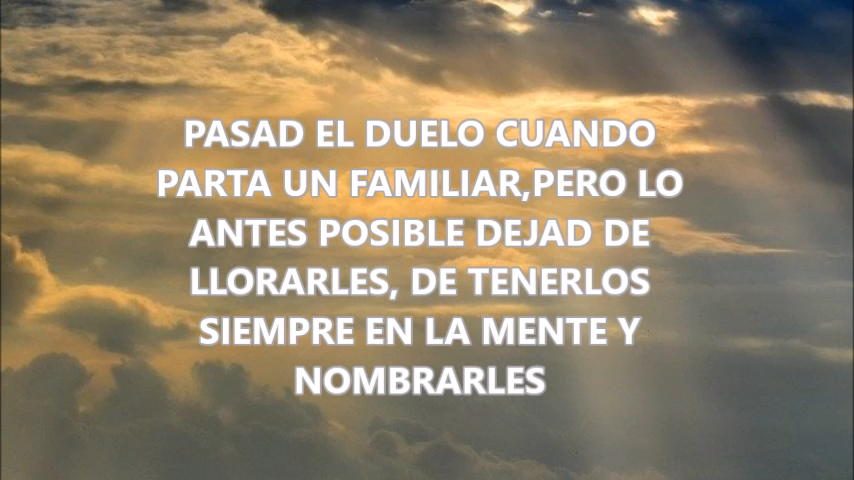 PASAD EL DUELO CUANDO
PARTA UN FAMILIAR,PERO LO
ANTES POSIBLE DEJAD DE
LLORARLES, DE TENERLOS
SIEMPRE EN LA MENTE Y
NOMBRARLES